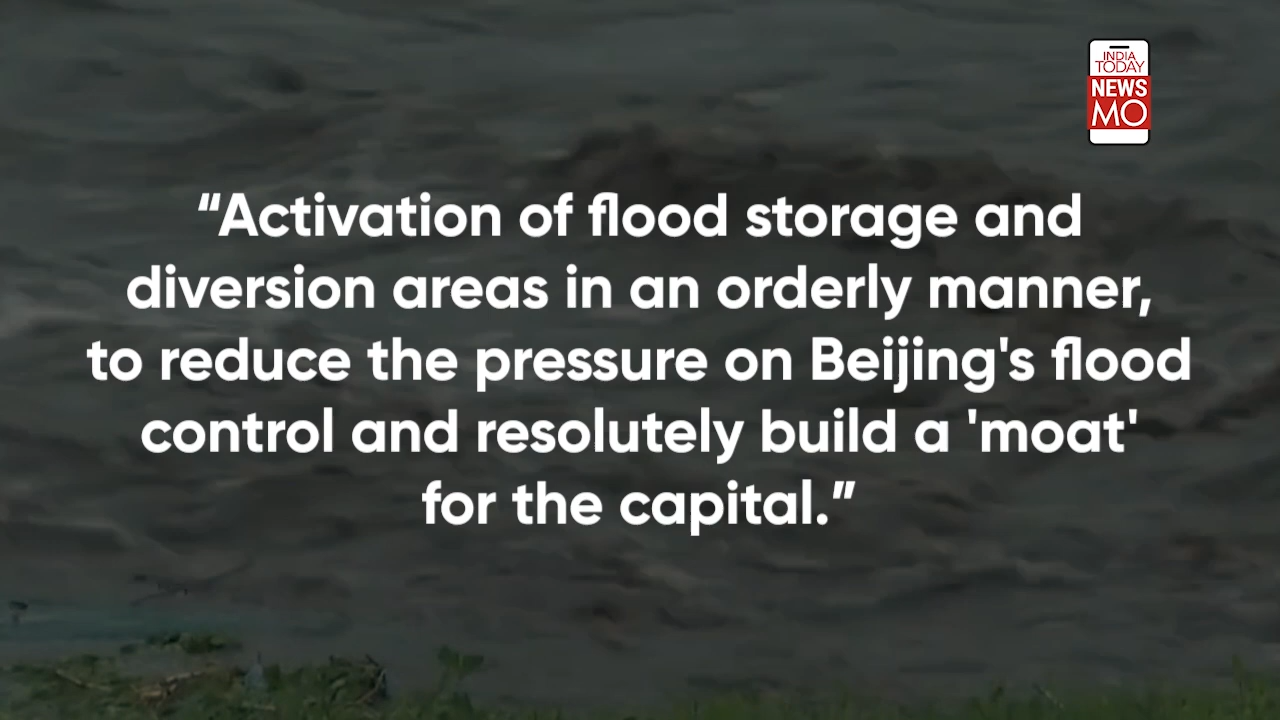 INDIA
TODAY
NEWS
MO
“Activation of flood storage and
diversion areas in an orderly manner,
to reduce the pressure on Beijing's flood
control and resolutely build a 'moat'
for the capital.”